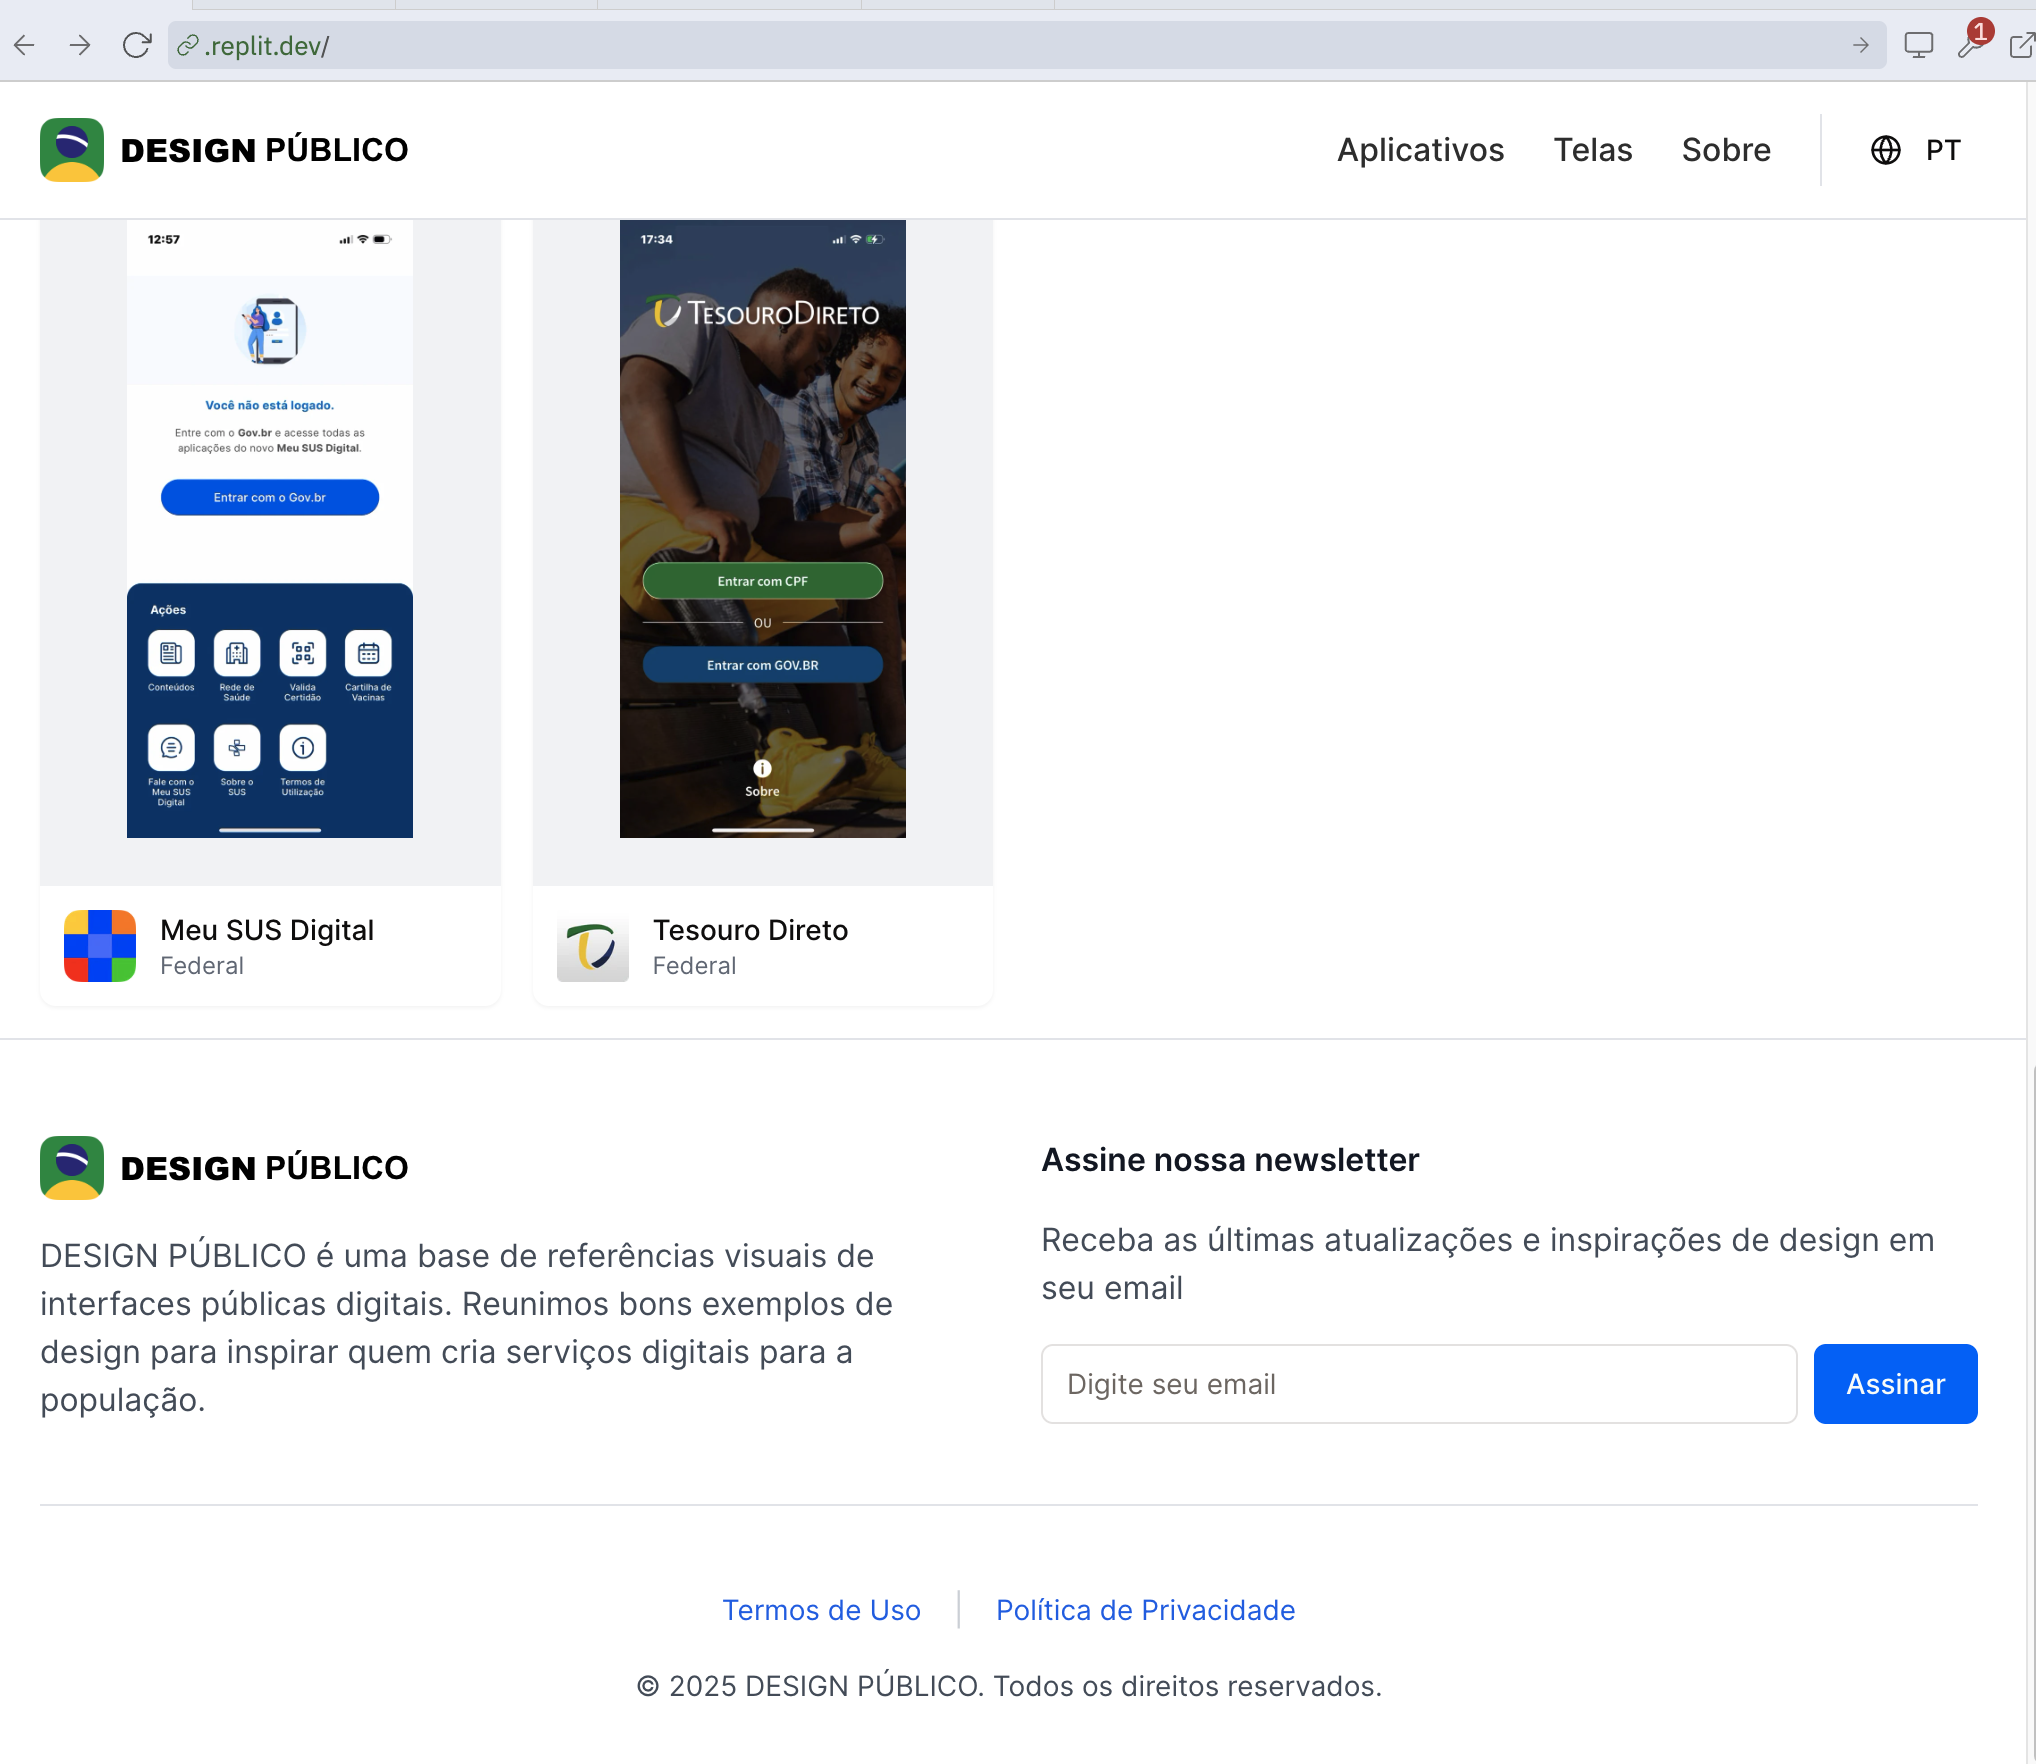 .replit.dev/
1
DESIGN PÚBLICO
Aplicativos
Telas
Sobre
PT
12:57
Você não está logado.
Entre com o Gov.br e acesse todas as
aplicações do novo Meu SUS Digital.
Entrar com o Gov.br
Ações
Conteúdos
Rede de
Saúde
Valida
Certidão
Cartilha de
Vacinas
Fale com o
Meu SUS
Digital
Sobre o
SUS
Termos de
Utilização
Meu SUS Digital
Federal
17:34
TESOURODIRETO
Entrar com CPF
OU
Entrar com GOV.BR
Sobre
Tesouro Direto
Federal
DESIGN PÚBLICO
DESIGN PÚBLICO é uma base de referências visuais de
interfaces públicas digitais. Reunimos bons exemplos de
design para inspirar quem cria serviços digitais para a
população.
Assine nossa newsletter
Receba as últimas atualizações e inspirações de design em
seu email
Digite seu email
Assinar
Termos de Uso
Política de Privacidade
© 2025 DESIGN PÚBLICO. Todos os direitos reservados.